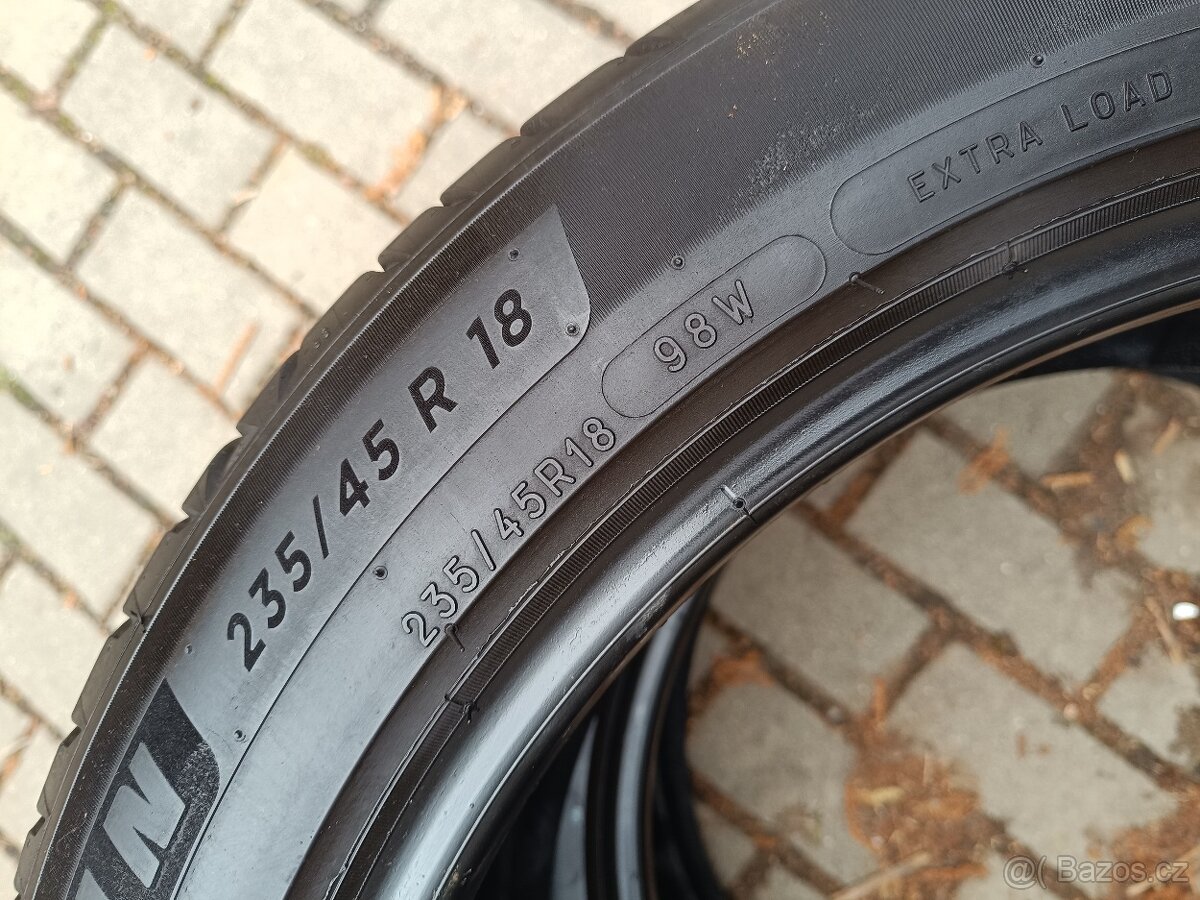 EXTRA LOAD
98W
235/45 R 18
235/45R18
N
@( Bazos.cz